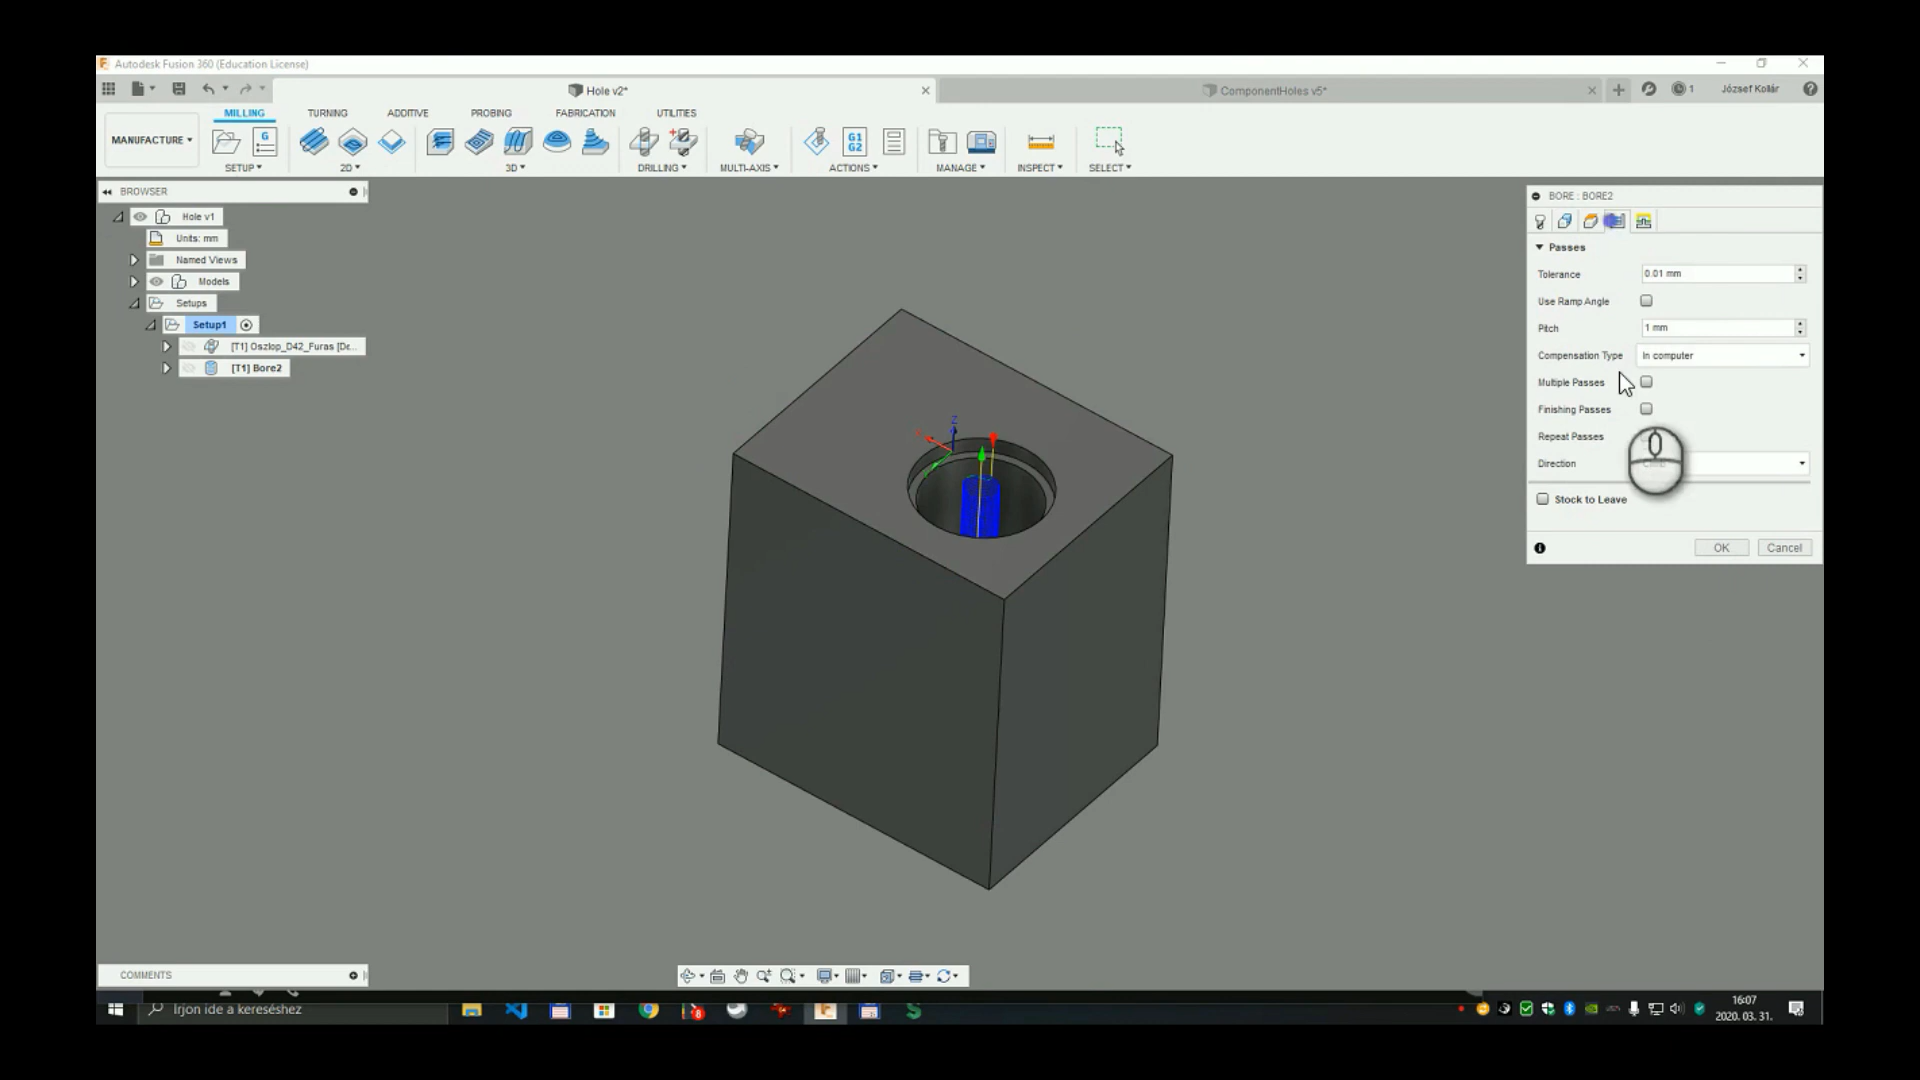 Autodesk Fusion 360 (Education License)
Hole v2*
ComponentHoles v5*
1
József Kollár
MILLING
TURNING
ADDITIVE
PROBING
FABRICATION
UTILITIES
MANUFACTURE
G
G1
G2
SETUP
2D
3D
DRILLING
MULTI-AXIS
ACTIONS
MANAGE
INSPECT
SELECT
BROWSER
Hole v1
Units: mm
Named Views
Models
Setups
Setup1
[T1] Oszlop_D42_Furas [De...
[T1] Bore2
Z
BORE : BORE2
Passes
Tolerance
0.01 mm
Use Ramp Angle
Pitch
1 mm
Compensation Type
In computer
Multiple Passes
Finishing Passes
Repeat Passes
Direction
Stock to Leave
OK
Cancel
COMMENTS
Írjon ide a kereséshez
16:07
2020. 03. 31.